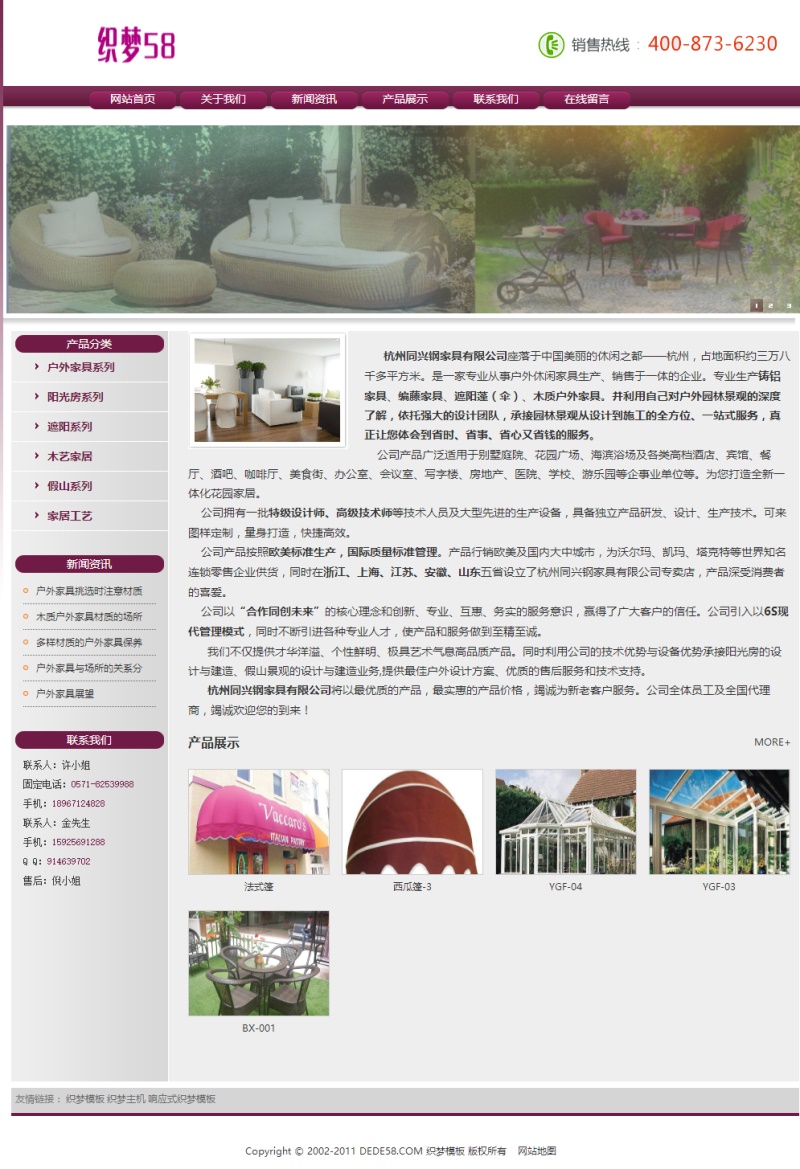 织梦58
销售热线 : 400-873-6230
网站首页 关于我们 新闻资讯 产品展示 联系我们 在线留言
1 2 3
产品分类
户外家具系列
阳光房系列
遮阳系列
木艺家居
假山系列
家居工艺
新闻资讯
户外家具挑选时注意材质
木质户外家具材质的场所
多样材质的户外家具保养
户外家具与场所的关系分
户外家具展望
联系我们
联系人：许小姐
固定电话：0571-82539988
手机：18967124828
联系人：金先生
手机：15925691288
Q Q：914639702
售后：倪小姐
杭州同兴钢家具有限公司座落于中国美丽的休闲之都——杭州，占地面积约三万八
千多平方米。是一家专业从事户外休闲家具生产、销售于一体的企业。专业生产铸铝
家具、编藤家具、遮阳蓬（伞）、木质户外家具。并利用自己对户外园林景观的深度
了解，依托强大的设计团队，承接园林景观从设计到施工的全方位、一站式服务，真
正让您体会到省时、省事、省心又省钱的服务。
公司产品广泛适用于别墅庭院、花园广场、海滨浴场及各类高档酒店、宾馆、餐
厅、酒吧、咖啡厅、美食街、办公室、会议室、写字楼、房地产、医院、学校、游乐园等企事业单位等。为您打造全新一
体化花园家居。
公司拥有一批特级设计师、高级技术师等技术人员及大型先进的生产设备，具备独立产品研发、设计、生产技术。可来
图样定制，量身打造，快捷高效。
公司产品按照欧美标准生产，国际质量标准管理。产品行销欧美及国内大中城市，为沃尔玛、凯玛、塔克特等世界知名
连锁零售企业供货，同时在浙江、上海、江苏、安徽、山东五省设立了杭州同兴钢家具有限公司专卖店，产品深受消费者
的喜爱。
公司以“合作同创未来”的核心理念和创新、专业、互惠、务实的服务意识，赢得了广大客户的信任。公司引入以6S现
代管理模式，同时不断引进各种专业人才，使产品和服务做到至精至诚。
我们不仅提供才华洋溢、个性鲜明、极具艺术气息高品质产品。同时利用公司的技术优势与设备优势承接阳光房的设
计与建造、假山景观的设计与建造业务,提供最佳户外设计方案、优质的售后服务和技术支持。
杭州同兴钢家具有限公司将以最优质的产品，最实惠的产品价格，竭诚为新老客户服务。公司全体员工及全国代理
商，竭诚欢迎您的到来！
产品展示 MORE+
Vaccaro's
ITALIAN PASTRY
法式篷 西瓜篷-3 YGF-04 YGF-03
BX-001
友情链接： 织梦模板 织梦主机 响应式织梦模板
Copyright © 2002-2011 DEDE58.COM 织梦模板 版权所有 网站地图